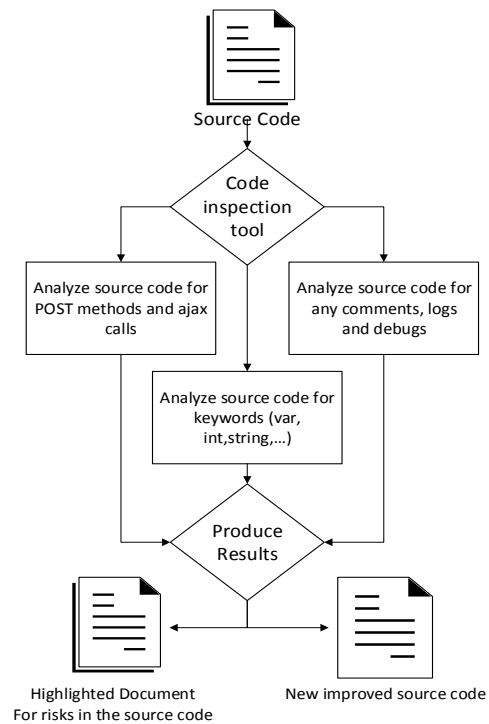 Source Code
Code
inspection
tool
Analyze source code for
POST methods and ajax
calls
Analyze source code for
any comments, logs
and debugs
Analyze source code for
keywords (var,
int,string,...)
Produce
Results
Highlighted Document
For risks in the source code
New improved source code